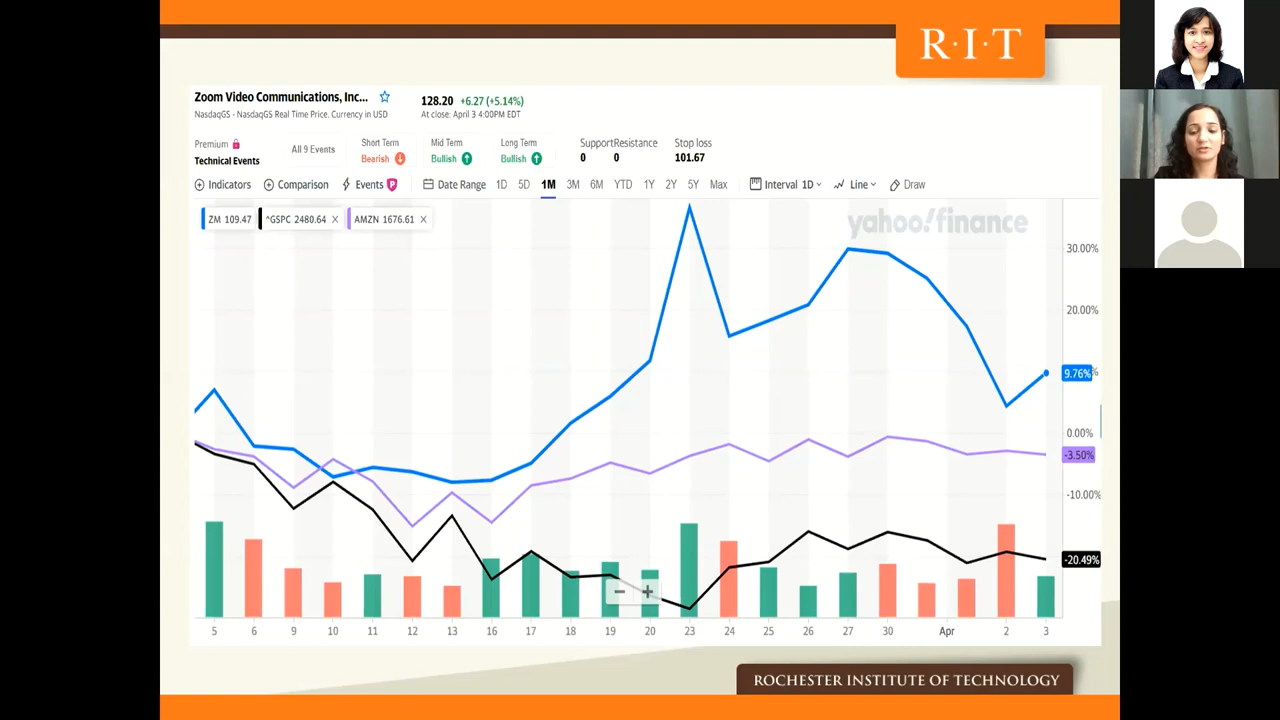 R·I·T
Zoom Video Communications, Inc...
128.20 +6.27 (+5.14%)
NasdaqGS - NasdaqGS Real Time Price. Currency in USD
At close: April 3 4:00PM EDT
Premium
Technical Events
All 9 Events
Short Term
Bearish
Mid Term
Bullish
Long Term
Bullish
SupportResistance
0 0
Stop loss
101.67
Indicators Comparison Events P Date Range 1D 5D 1M 3M 6M YTD 1Y 2Y 5Y Max Interval 1D Line Draw
ZM 109.47 ^GSPC 2480.64 × AMZN 1676.61 ×
yahoo!finance
30.00%
20.00%
9.76%
0.00%
-3.50%
-10.00%
-20.49%
5 6 9 10 11 12 13 16 17 18 19 20 23 24 25 26 27 30 Apr 2 3
ROCHESTER INSTITUTE OF TECHNOLOGY